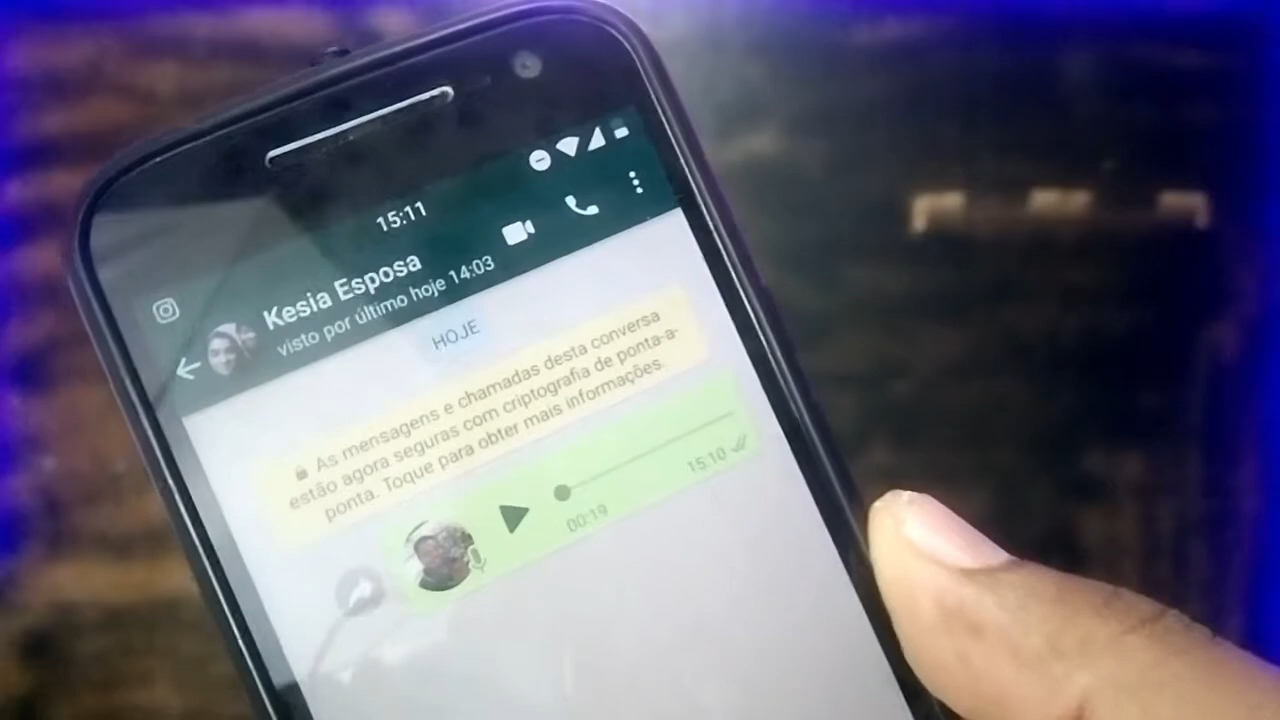 15:11
Kesia Esposa
visto por último hoje 14:03
HOJE
As mensagens e chamadas desta conversa
estão agora seguras com criptografia de ponta-a-
ponta. Toque para obter mais informações.
00:19
15:10